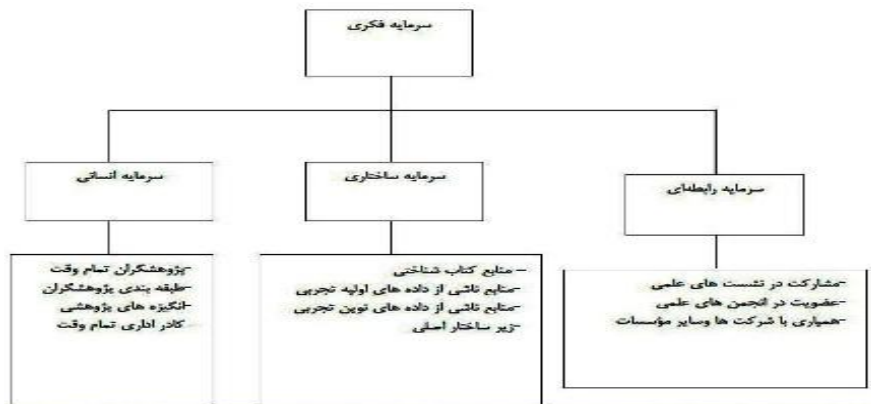 سرمایه فکری
سرمایه رابطه‌ای
سرمایه ساختاری
سرمایه انسانی
-مشارکت در نشست های علمی
-عضویت در انجمن های علمی
-همیاری با شرکت ها وسایر مؤسسات
- منابع کتاب شناختی
-منابع ناشی از داده های اولیه تجربی
-منابع ناشی از داده های نوین تجربی
-زیر ساختار اصلی
-پژوهشگران تمام وقت
-طبقه بندی پژوهشگران
-انگیزه های پژوهشی
-کادر اداری تمام وقت